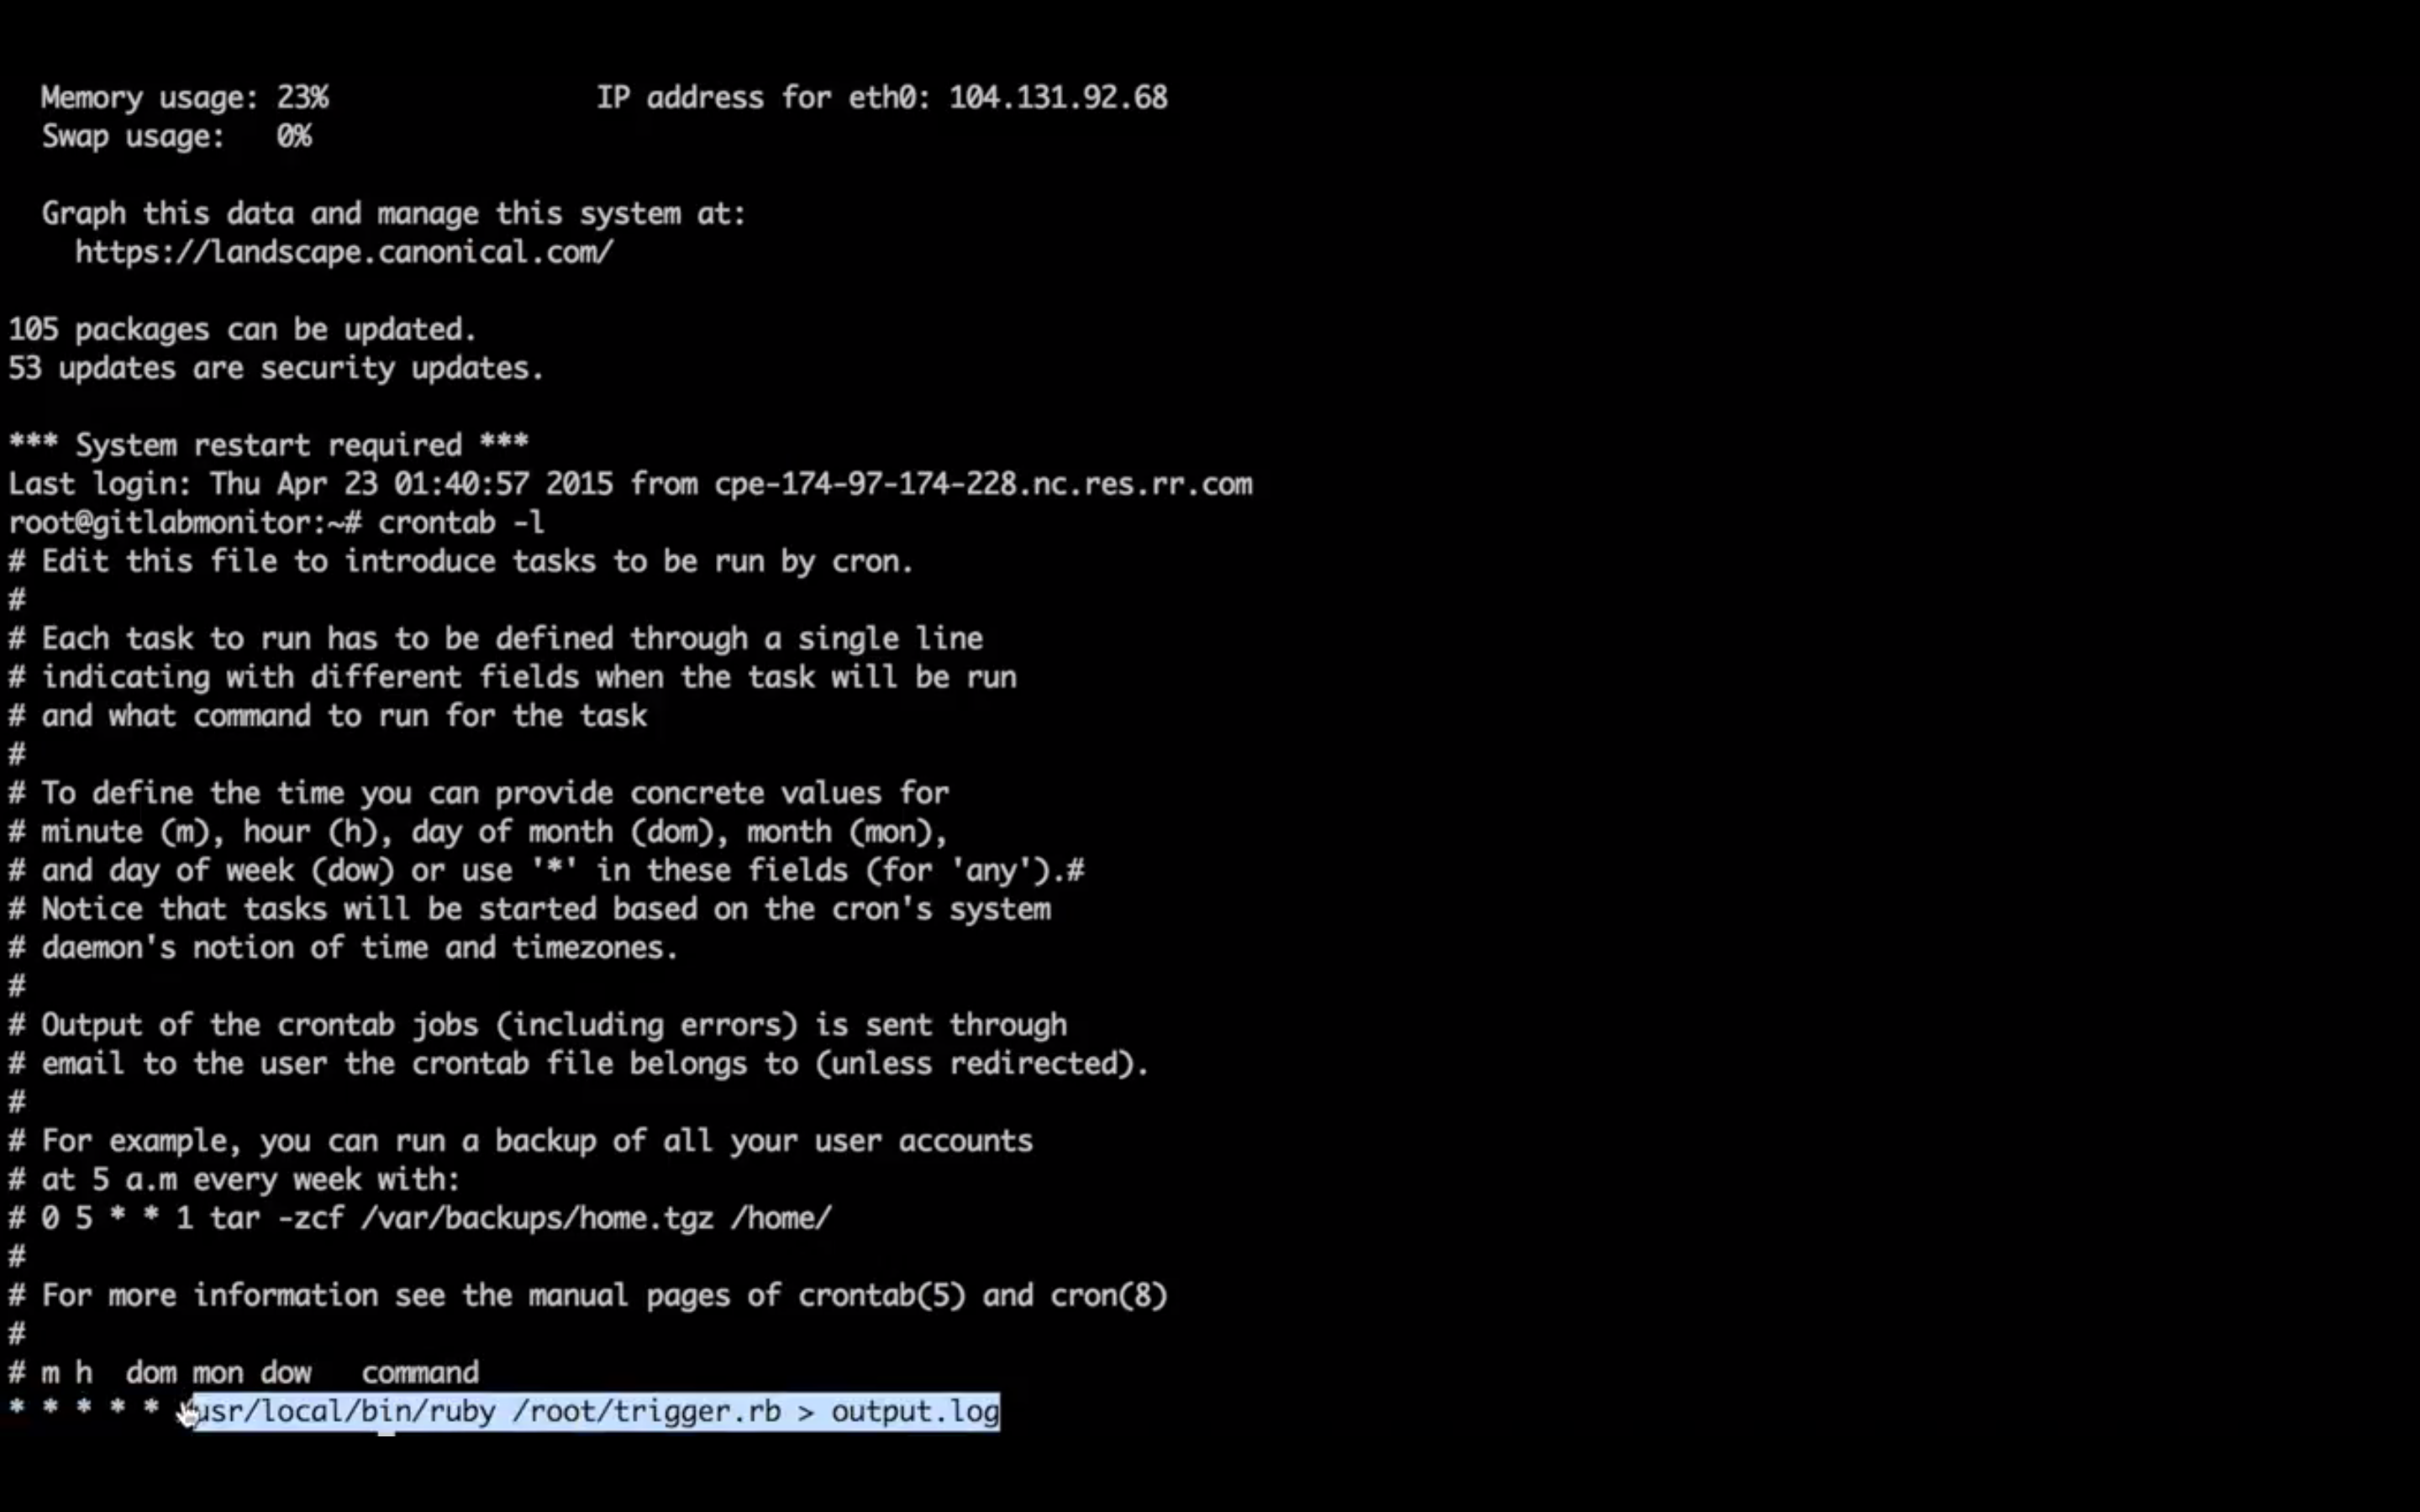 Memory usage: 23%                IP address for eth0: 104.131.92.68
Swap usage:   0%
Graph this data and manage this system at:
https://landscape.canonical.com/
105 packages can be updated.
53 updates are security updates.
*** System restart required ***
Last login: Thu Apr 23 01:40:57 2015 from cpe-174-97-174-228.nc.res.rr.com
root@gitlabmonitor:~# crontab -l
# Edit this file to introduce tasks to be run by cron.
#
# Each task to run has to be defined through a single line
# indicating with different fields when the task will be run
# and what command to run for the task
#
# To define the time you can provide concrete values for
# minute (m), hour (h), day of month (dom), month (mon),
# and day of week (dow) or use '*' in these fields (for 'any').#
# Notice that tasks will be started based on the cron's system
# daemon's notion of time and timezones.
#
# Output of the crontab jobs (including errors) is sent through
# email to the user the crontab file belongs to (unless redirected).
#
# For example, you can run a backup of all your user accounts
# at 5 a.m every week with:
# 0 5 * * 1 tar -zcf /var/backups/home.tgz /home/
#
# For more information see the manual pages of crontab(5) and cron(8)
#
# m h  dom mon dow   command
* * * * * usr/local/bin/ruby /root/trigger.rb > output.log